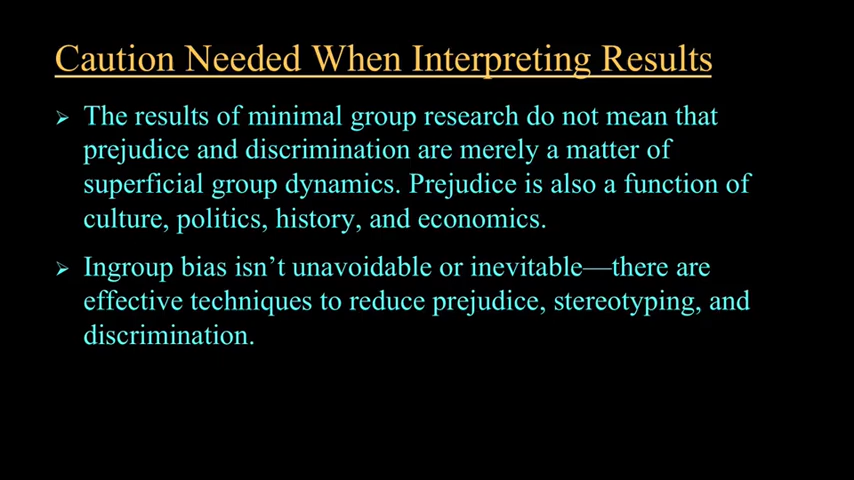 Caution Needed When Interpreting Results
➢ The results of minimal group research do not mean that
prejudice and discrimination are merely a matter of
superficial group dynamics. Prejudice is also a function of
culture, politics, history, and economics.
➢ Ingroup bias isn’t unavoidable or inevitable—there are
effective techniques to reduce prejudice, stereotyping, and
discrimination.